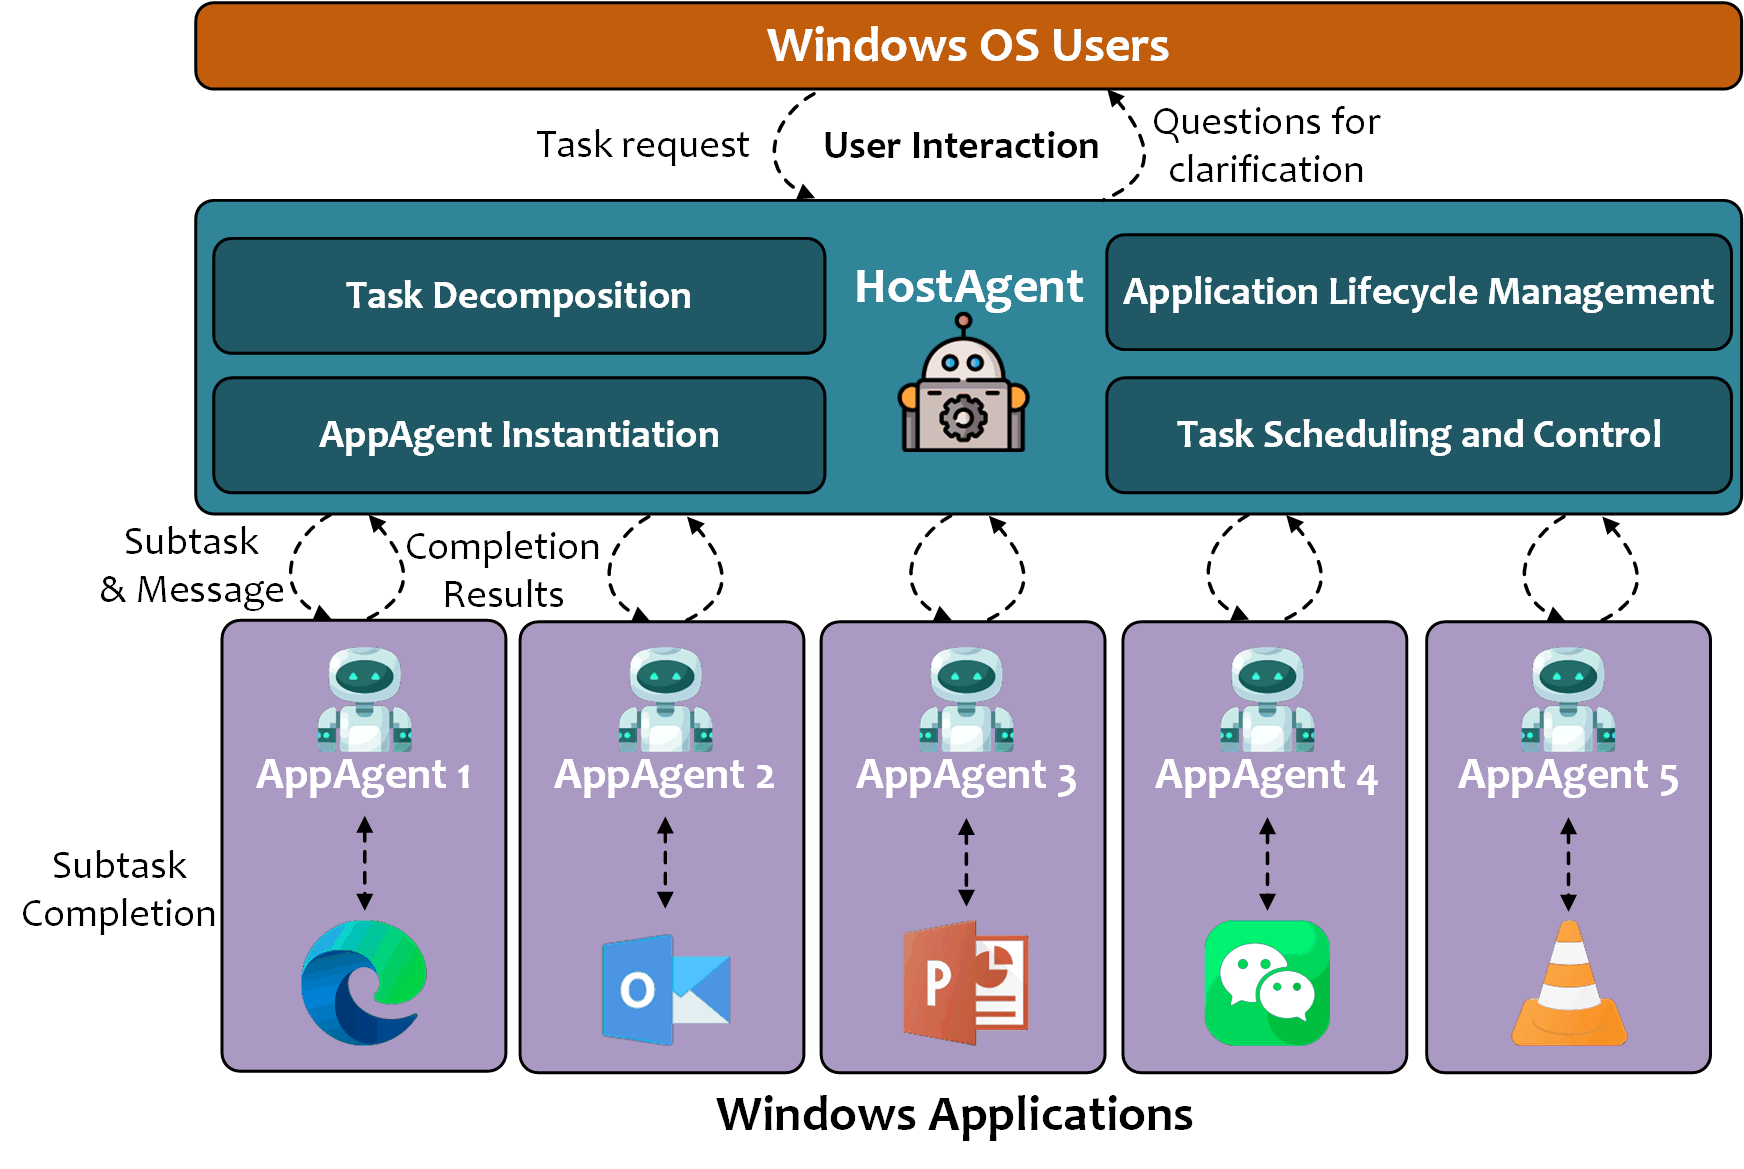 Windows OS Users
Task request
User Interaction
Questions for
clarification
HostAgent
Task Decomposition
Application Lifecycle Management
AppAgent Instantiation
Task Scheduling and Control
Subtask
& Message
Completion
Results
AppAgent 1
AppAgent 2
AppAgent 3
AppAgent 4
AppAgent 5
Subtask
Completion
O
P
Windows Applications